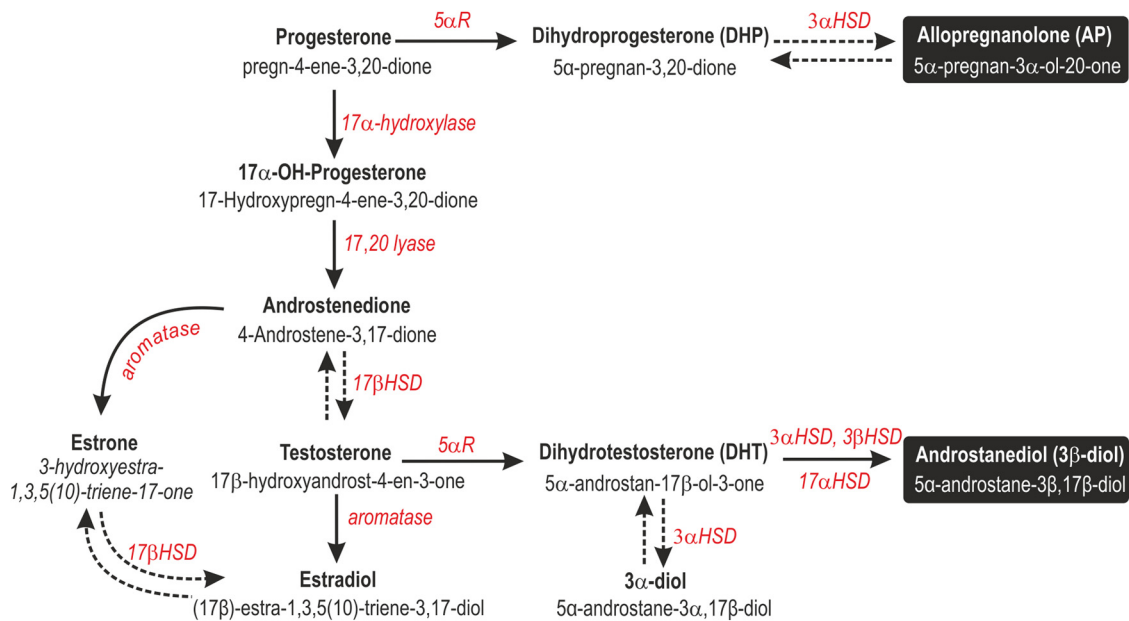 5αR
3αHSD
Progesterone
Dihydroprogesterone (DHP)
Allopregnanolone (AP)
pregn-4-ene-3,20-dione
5α-pregnan-3,20-dione
5α-pregnan-3α-ol-20-one
17α-hydroxylase
17α-OH-Progesterone
17-Hydroxypregn-4-ene-3,20-dione
17,20 lyase
Androstenedione
4-Androstene-3,17-dione
aromatase
17βHSD
Estrone
3-hydroxyestra-
1,3,5(10)-triene-17-one
Testosterone
17β-hydroxyandrost-4-en-3-one
5αR
Dihydrotestosterone (DHT)
5α-androstan-17β-ol-3-one
3αHSD, 3βHSD
17αHSD
Androstanediol (3β-diol)
5α-androstane-3β,17β-diol
aromatase
3αHSD
17βHSD
Estradiol
(17β)-estra-1,3,5(10)-triene-3,17-diol
3α-diol
5α-androstane-3α,17β-diol